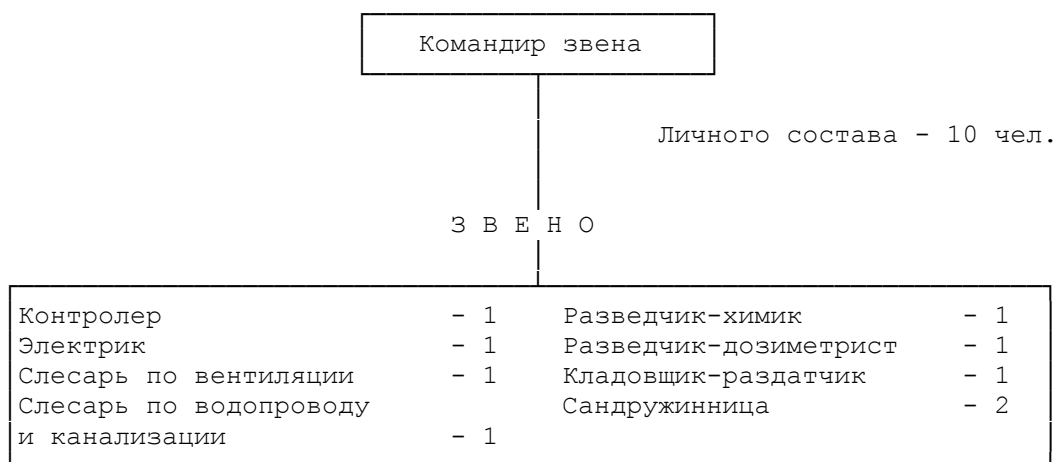 Командир звена
Личного состава - 10 чел.
З В Е Н О
Контролер - 1 Разведчик-химик - 1
Электрик - 1 Разведчик-дозиметрист - 1
Слесарь по вентиляции - 1 Кладовщик-раздатчик - 1
Слесарь по водопроводу Сандружинница - 2
и канализации - 1